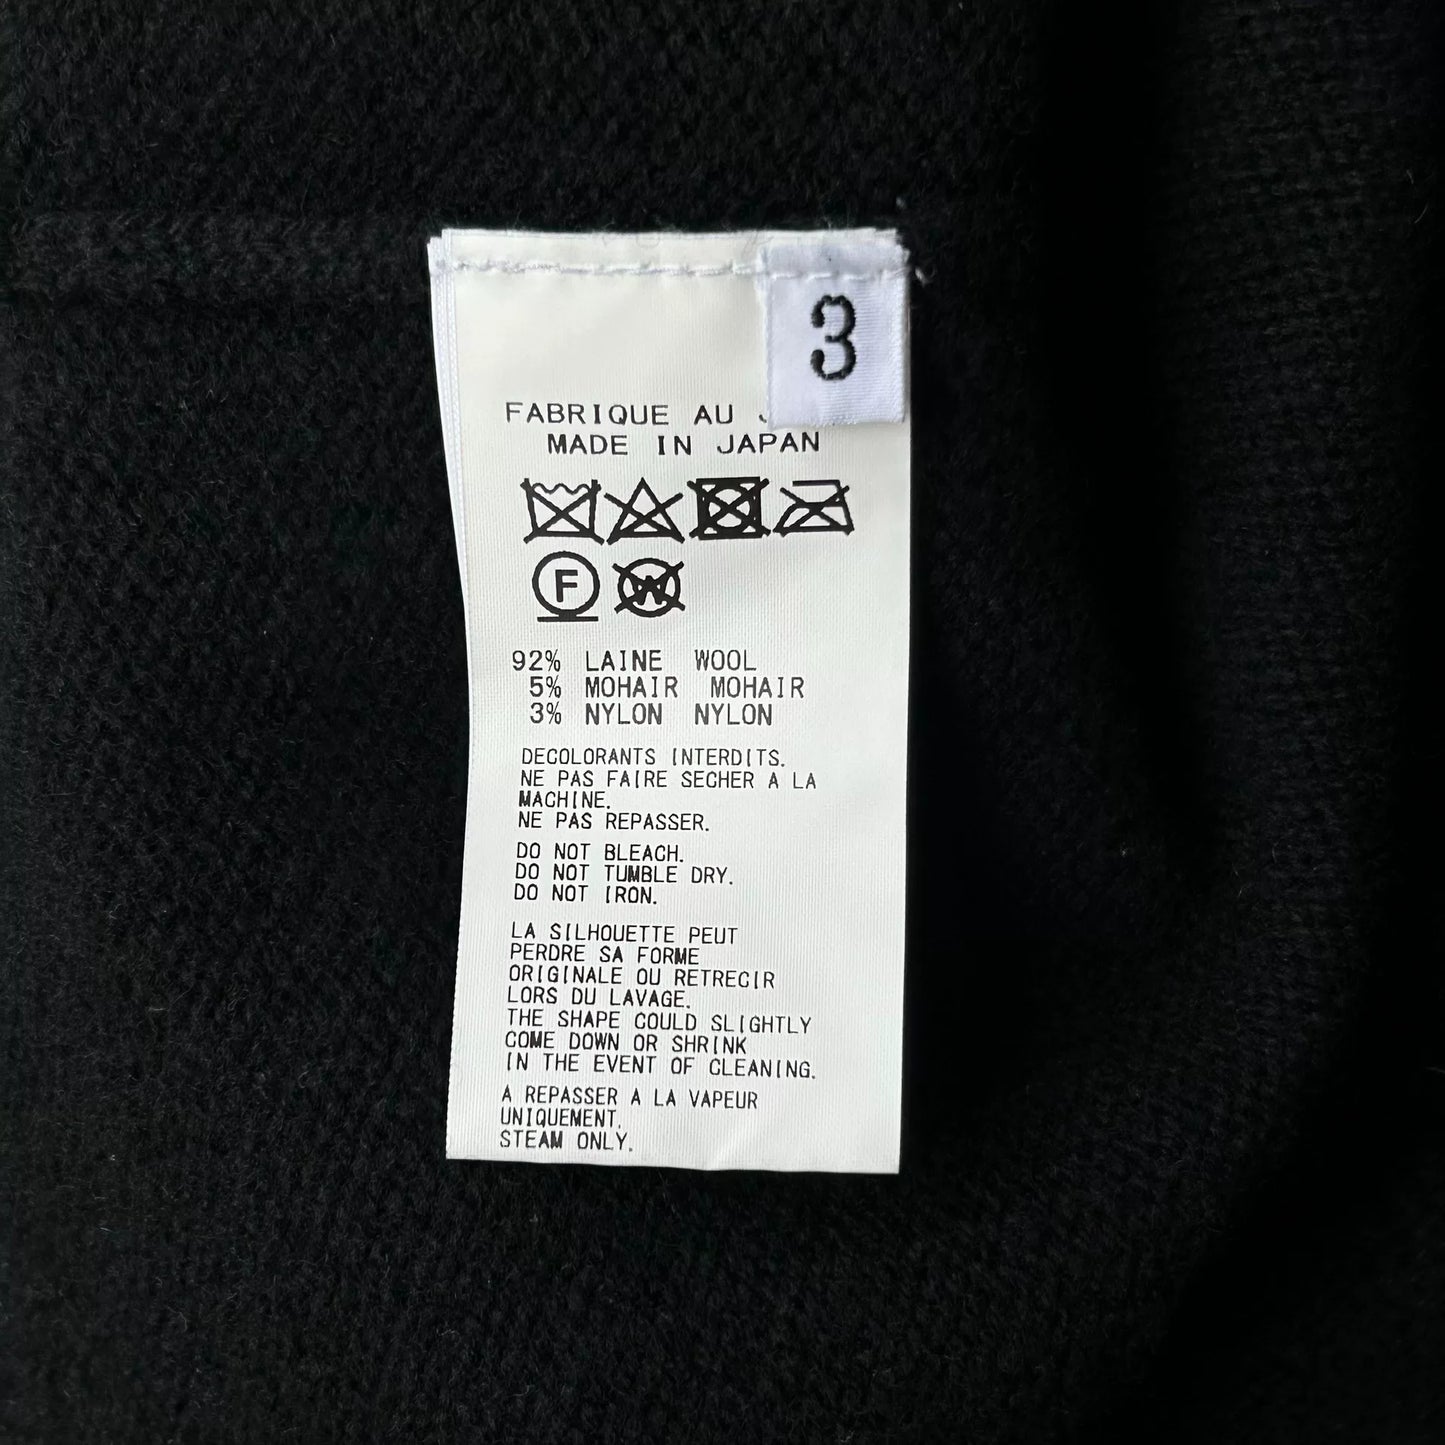 3
FABRIQUE AU
MADE IN JAPAN
F W
92% LAINE WOOL
5% MOHAIR MOHAIR
3% NYLON NYLON
DECOLORANTS INTERDITS.
NE PAS FAIRE SECHER A LA
MACHINE.
NE PAS REPASSER.
DO NOT BLEACH.
DO NOT TUMBLE DRY.
DO NOT IRON.
LA SILHOUETTE PEUT
PERDRE SA FORME
ORIGINALE OU RETRECIR
LORS DU LAVAGE.
THE SHAPE COULD SLIGHTLY
COME DOWN OR SHRINK
IN THE EVENT OF CLEANING.
A REPASSER A LA VAPEUR
UNIQUEMENT.
STEAM ONLY.